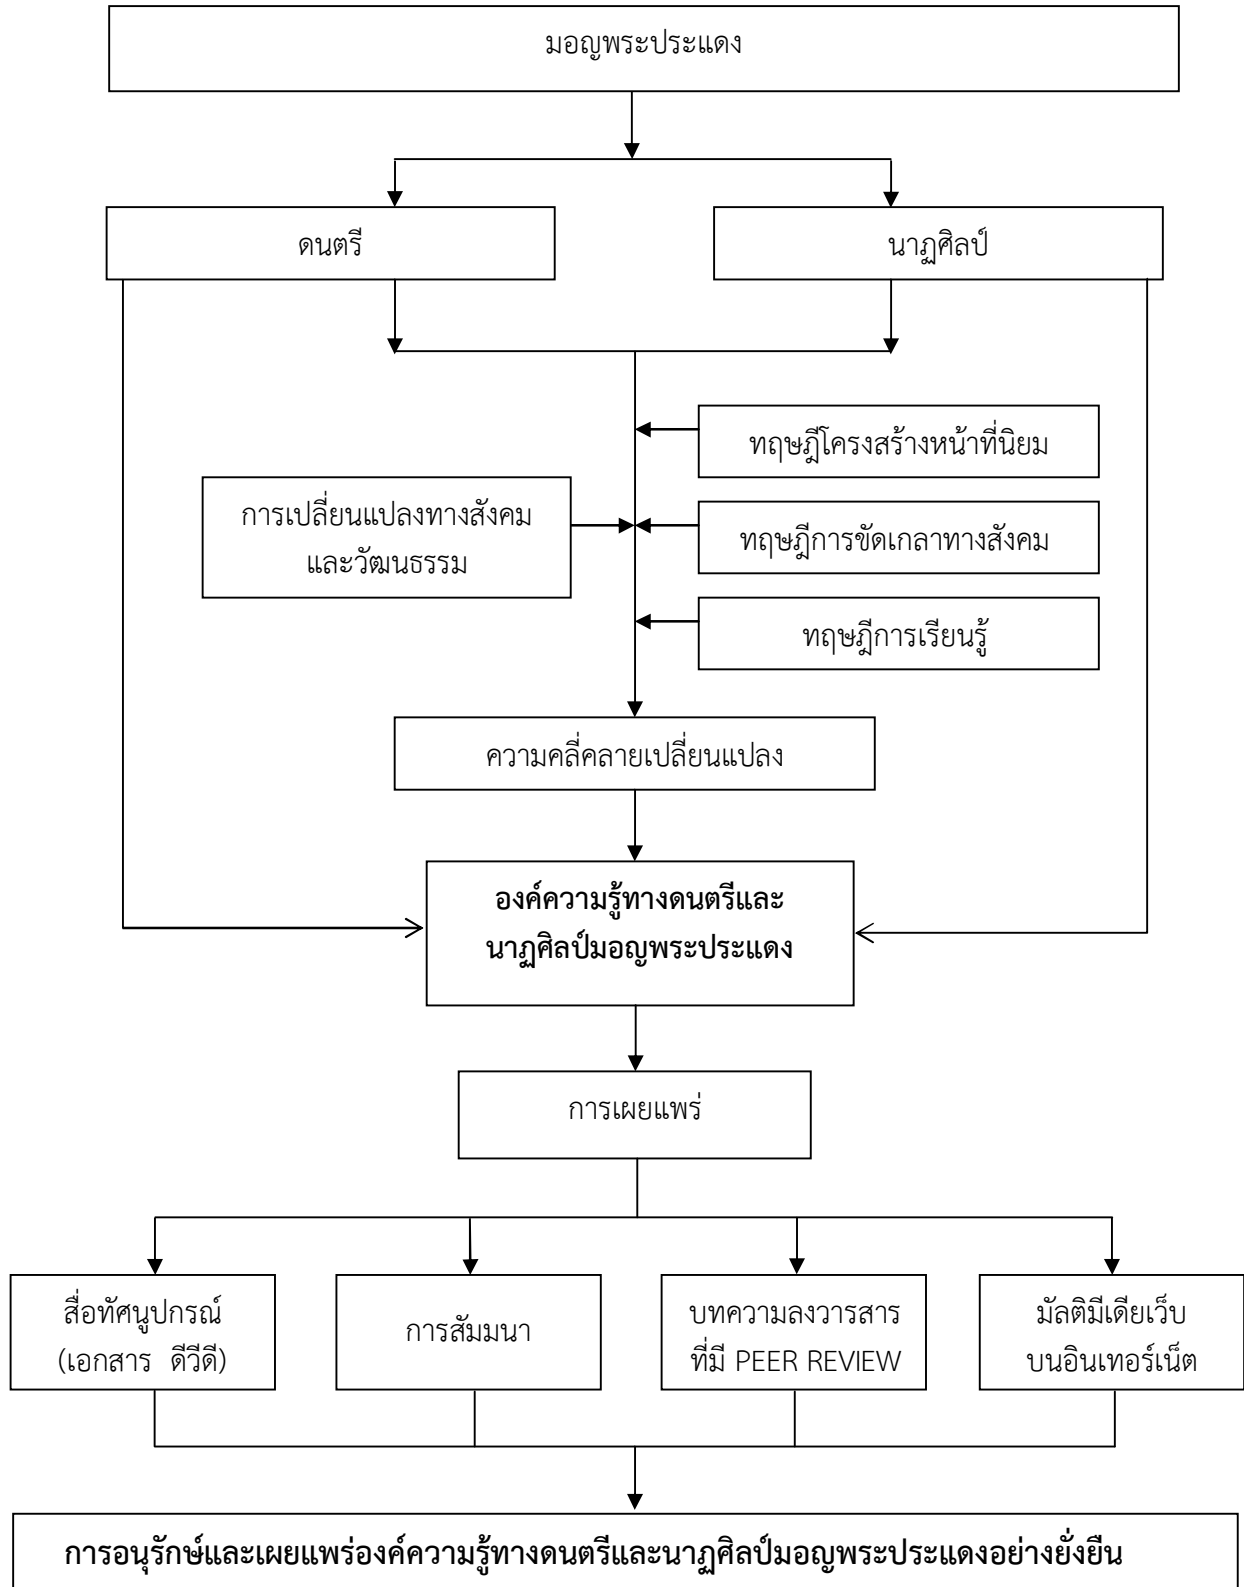 มอญพระประแดง
ดนตรี
นาฏศิลป์
ทฤษฎีโครงสร้างหน้าที่นิยม
การเปลี่ยนแปลงทางสังคม
และวัฒนธรรม
ทฤษฎีการขัดเกลาทางสังคม
ทฤษฎีการเรียนรู้
ความคลี่คลายเปลี่ยนแปลง
องค์ความรู้ทางดนตรีและ
นาฏศิลป์มอญพระประแดง
การเผยแพร่
สื่อทัศนูปกรณ์
(เอกสาร ดีวีดี)
การสัมมนา
บทความลงวารสาร
ที่มี PEER REVIEW
มัลติมีเดียเว็บ
บนอินเทอร์เน็ต
การอนุรักษ์และเผยแพร่องค์ความรู้ทางดนตรีและนาฏศิลป์มอญพระประแดงอย่างยั่งยืน